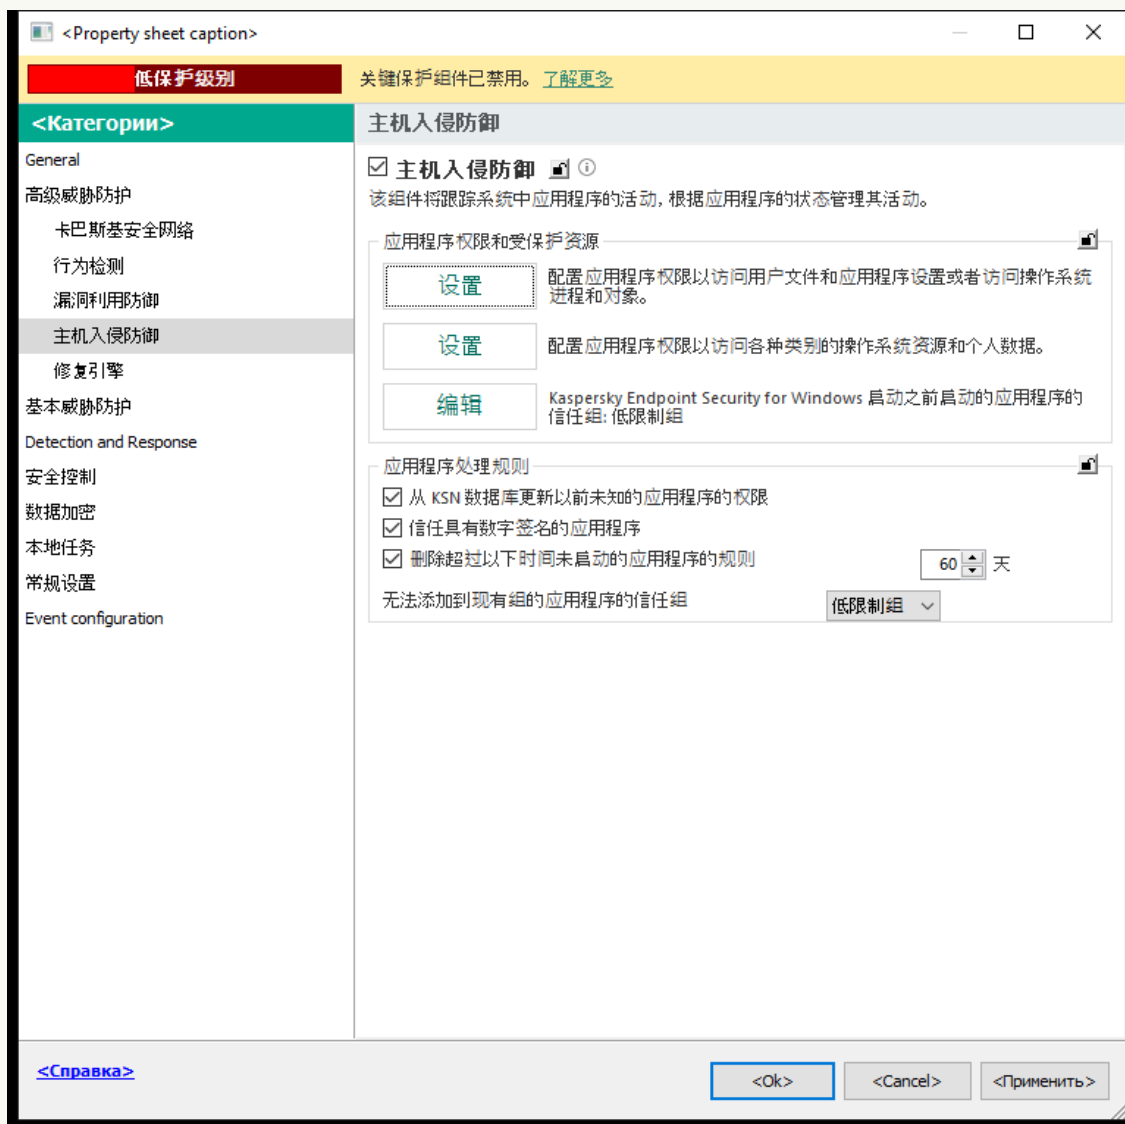 <Property sheet caption>
低保护级别
关键保护组件已禁用。 了解更多
<Категории>
General
高级威胁防护
卡巴斯基安全网络
行为检测
漏洞利用防御
主机入侵防御
修复引擎
基本威胁防护
Detection and Response
安全控制
数据加密
本地任务
常规设置
Event configuration
主机入侵防御
主机入侵防御
该组件将跟踪系统中应用程序的活动, 根据应用程序的状态管理其活动。
应用程序权限和受保护资源
设置
配置应用程序权限以访问用户文件和应用程序设置或者访问操作系统
进程和对象。
设置
配置应用程序权限以访问各种类别的操作系统资源和个人数据。
编辑
Kaspersky Endpoint Security for Windows 启动之前启动的应用程序的
信任组: 低限制组
应用程序处理规则
从 KSN 数据库更新以前未知的应用程序的权限
信任具有数字签名的应用程序
删除超过以下时间未启动的应用程序的规则 60 天
无法添加到现有组的应用程序的信任组 低限制组
<Справка>
<Ok> <Cancel> <Применить>